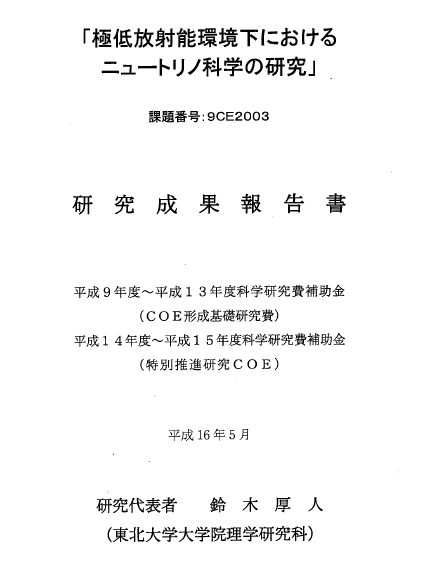 「極低放射能環境下における
ニュートリノ科学の研究」
課題番号:9CE2003
研究成果報告書
平成９年度～平成１３年度科学研究費補助金
(ＣＯＥ形成基礎研究費)
平成１４年度～平成１５年度科学研究費補助金
(特別推進研究ＣＯＥ)
平成16年5月
研究代表者　鈴木厚人
(東北大学大学院理学研究科)